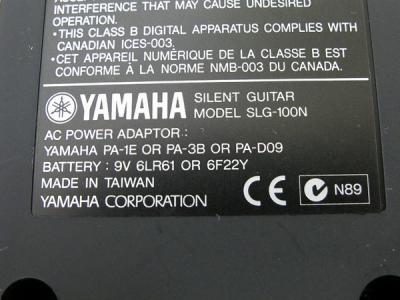 INTERFERENCE THAT MAY CAUSE UNDESIRED
OPERATION.
•THIS CLASS B DIGITAL APPARATUS COMPLIES WITH
CANADIAN ICES-003.
•CET APPAREIL NUMÉRIQUE DE LA CLASSE B EST
CONFORME À LA NORME NMB-003 DU CANADA.
YAMAHA SILENT GUITAR
MODEL SLG-100N
AC POWER ADAPTOR :
YAMAHA PA-1E OR PA-3B OR PA-D09
BATTERY : 9V 6LR61 OR 6F22Y
MADE IN TAIWAN
YAMAHA CORPORATION
CE N89